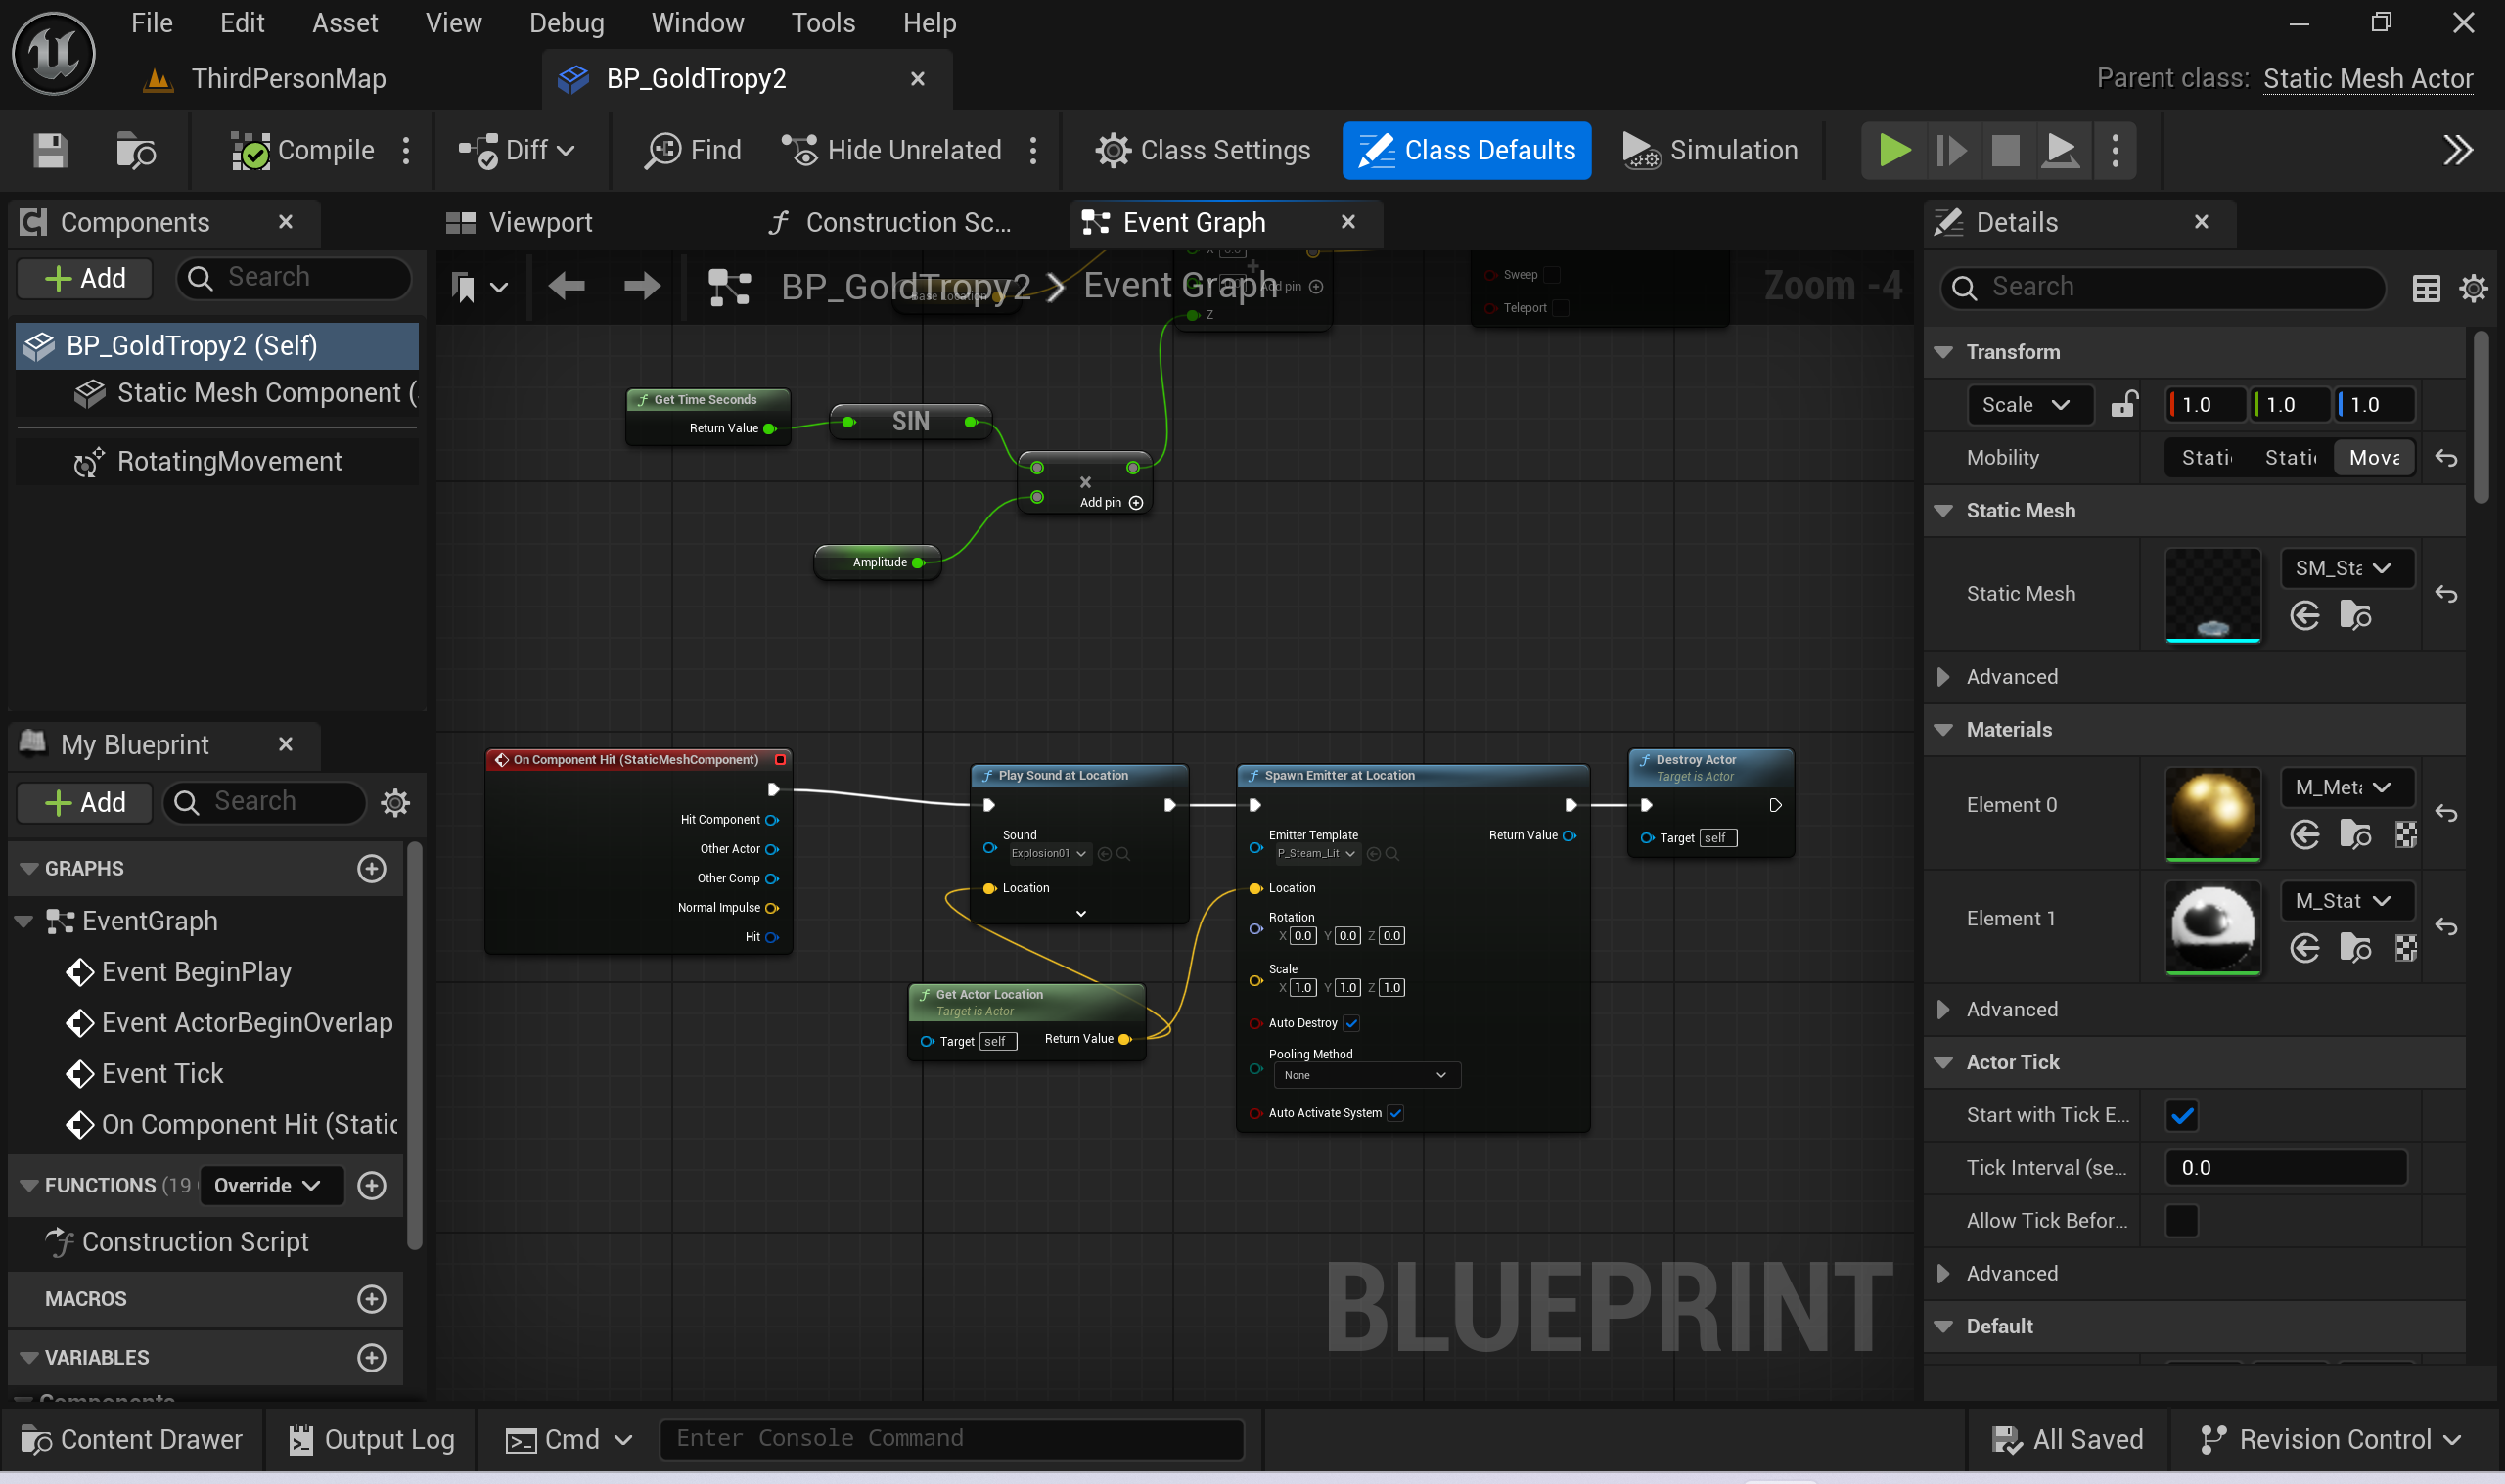 File Edit Asset View Debug Window Tools Help
ThirdPersonMap
BP_GoldTropy2
Parent class: Static Mesh Actor
Compile
Diff
Find
Hide Unrelated
Class Settings
Class Defaults
Simulation
Components
Add
Search
BP_GoldTropy2 (Self)
Static Mesh Component (
RotatingMovement
My Blueprint
Add
Search
GRAPHS
EventGraph
Event BeginPlay
Event ActorBeginOverlap
Event Tick
On Component Hit (Static
FUNCTIONS (19
Override
Construction Script
MACROS
VARIABLES
Components
Viewport
Construction Sc...
Event Graph
BP_GoldTropy2 > Event Graph
Zoom -4
Base Location
Add pin
Z
Sweep
Teleport
Get Time Seconds
Return Value
SIN
Add pin
Amplitude
On Component Hit (StaticMeshComponent)
Hit Component
Other Actor
Other Comp
Normal Impulse
Hit
Play Sound at Location
Sound
Explosion01
Location
Get Actor Location
Target is Actor
Target self
Return Value
Spawn Emitter at Location
Emitter Template
P_Steam_Lit
Return Value
Location
Rotation
X 0.0 Y 0.0 Z 0.0
Scale
X 1.0 Y 1.0 Z 1.0
Auto Destroy
Pooling Method
None
Auto Activate System
Destroy Actor
Target is Actor
Target self
BLUEPRINT
Details
Search
Transform
Scale 1.0 1.0 1.0
Mobility Stati Stati Mova
Static Mesh
Static Mesh
SM_Sta
Advanced
Materials
Element 0
M_Meta
Element 1
M_Stat
Advanced
Actor Tick
Start with Tick E...
Tick Interval (se...
0.0
Allow Tick Befor...
Advanced
Default
Content Drawer
Output Log
Cmd
Enter Console Command
All Saved
Revision Control